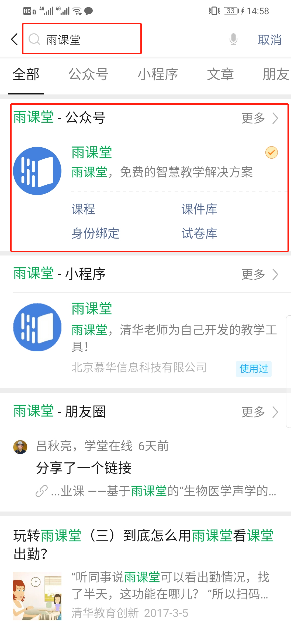 14:58
雨课堂
取消
全部 公众号 小程序 文章 朋友
雨课堂 - 公众号 更多
雨课堂
雨课堂，免费的智慧教学解决方案
课程 课件库
身份绑定 试卷库
雨课堂 - 小程序 更多
雨课堂
雨课堂，清华老师为自己开发的教学工
具！
北京慕华信息科技有限公司 使用过
雨课堂 - 朋友圈 更多
吕秋亮，学堂在线 6天前
分享了一个链接
...业课 ——基于雨课堂的“生物医学声学的...
玩转雨课堂（三）到底怎么用雨课堂看课堂
出勤？
“听同事说雨课堂可以看出勤情况，找
了半天，这功能在哪儿？ ”所以扫码...
清华教育创新 2017-3-5